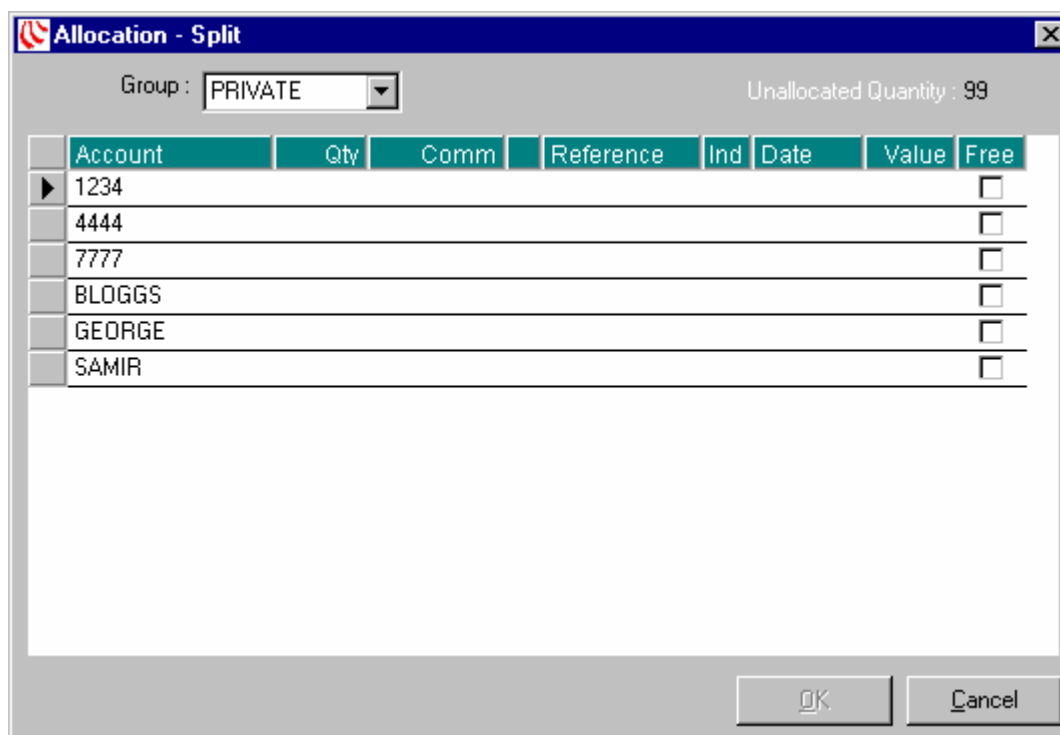 Allocation - Split
Group : PRIVATE Unallocated Quantity : 99
Account Qty Comm Reference Ind Date Value Free
1234
4444
7777
BLOGGS
GEORGE
SAMIR
OK Cancel